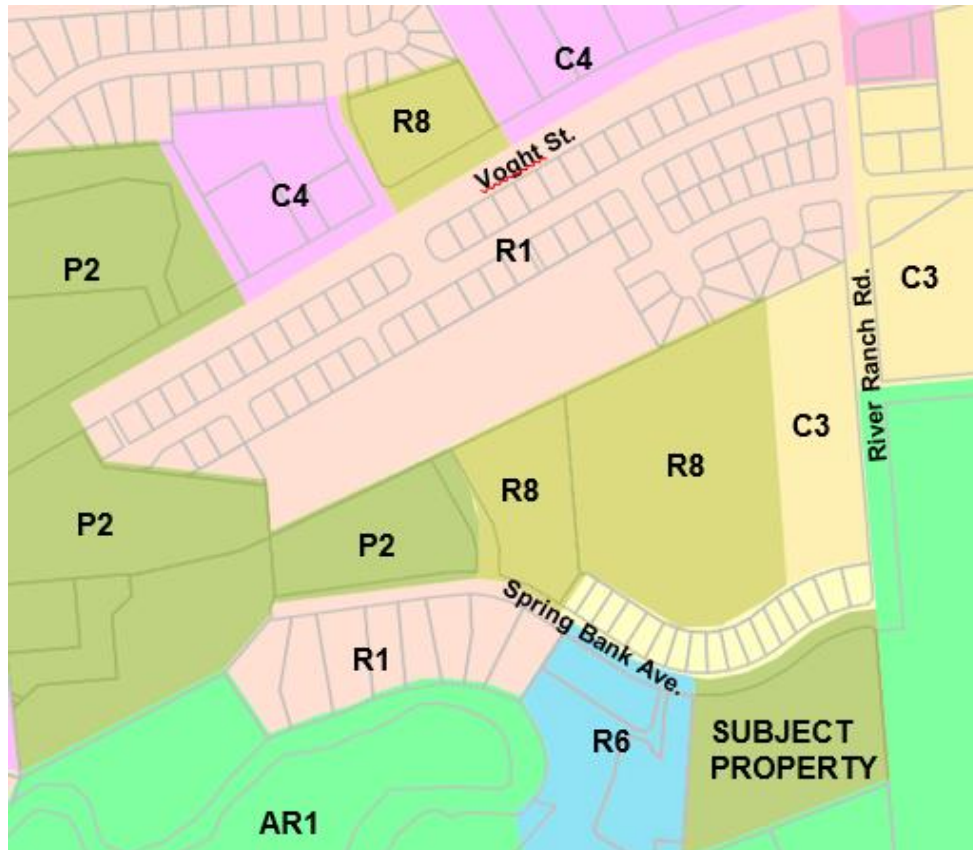 C4
R8
Voght St.
C4
R1
P2
C3
River Ranch Rd.
C3
R8
R8
P2
P2
Spring Bank Ave.
R1
SUBJECT
PROPERTY
R6
AR1